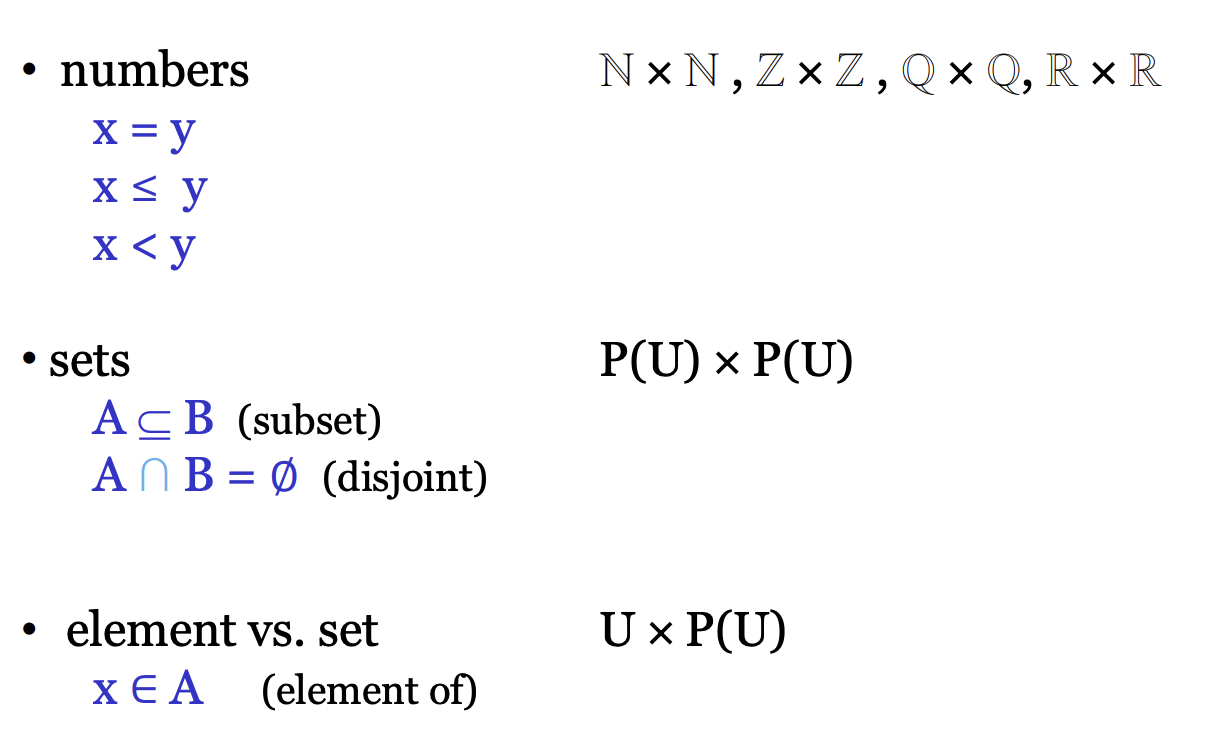 • numbers ℕ × ℕ , ℤ × ℤ , ℚ × ℚ, ℝ × ℝ
x = y
x ≤ y
x < y
• sets P(U) × P(U)
A ⊆ B (subset)
A ∩ B = ∅ (disjoint)
• element vs. set U × P(U)
x ∈ A (element of)